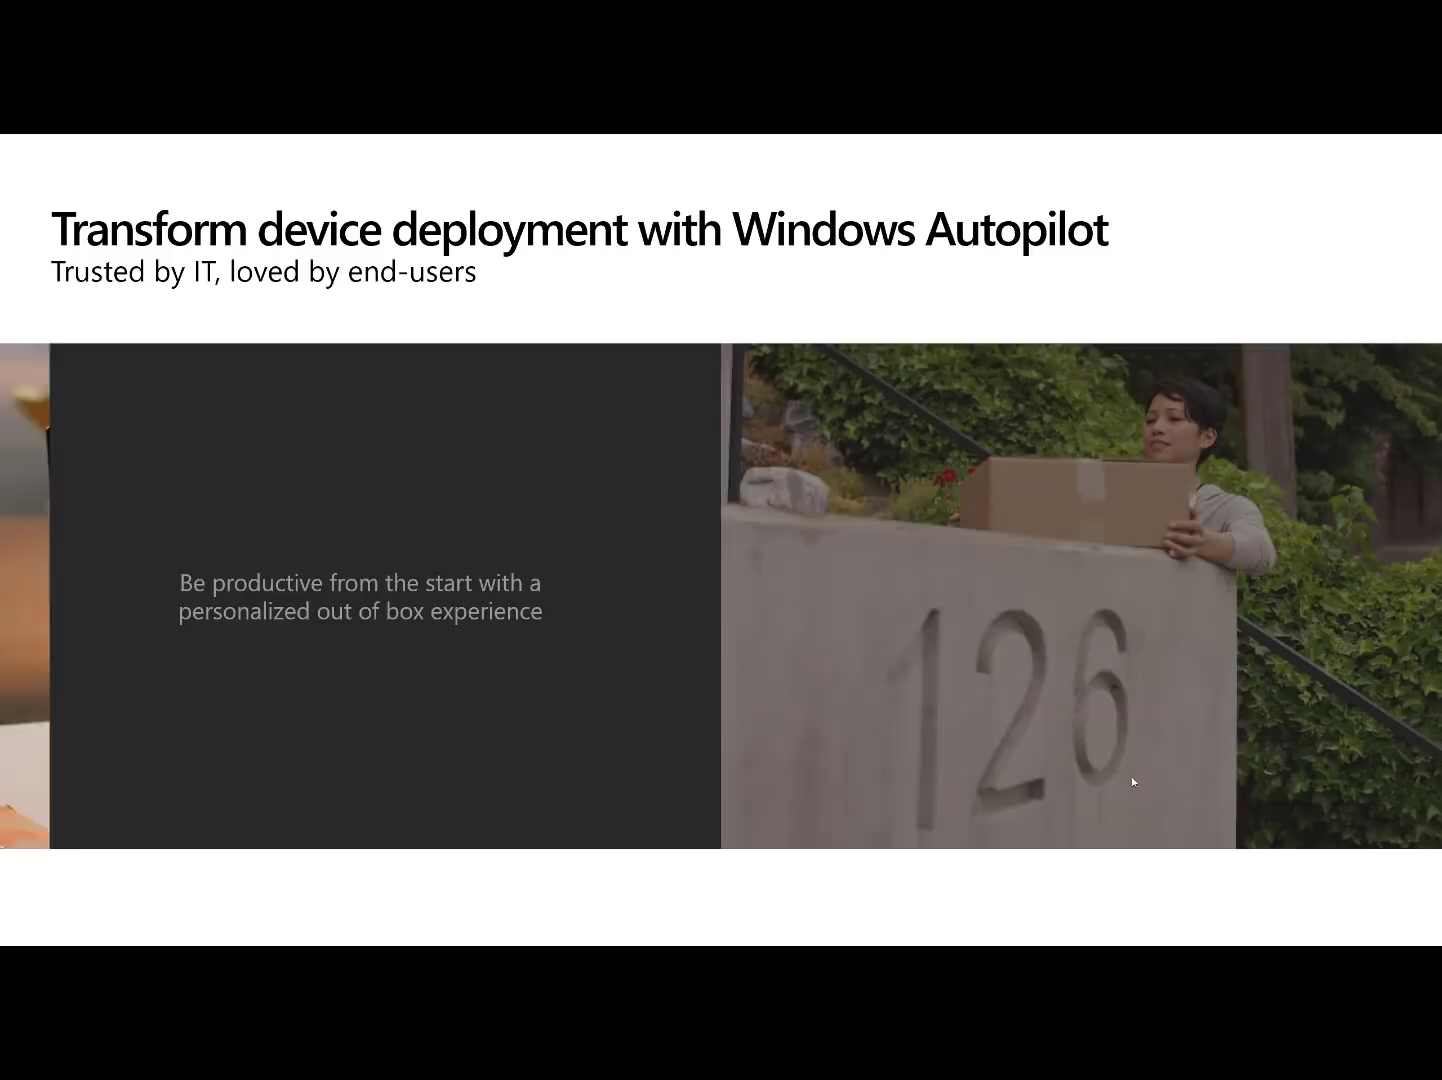 Transform device deployment with Windows Autopilot
Trusted by IT, loved by end-users
Be productive from the start with a
personalized out of box experience
126